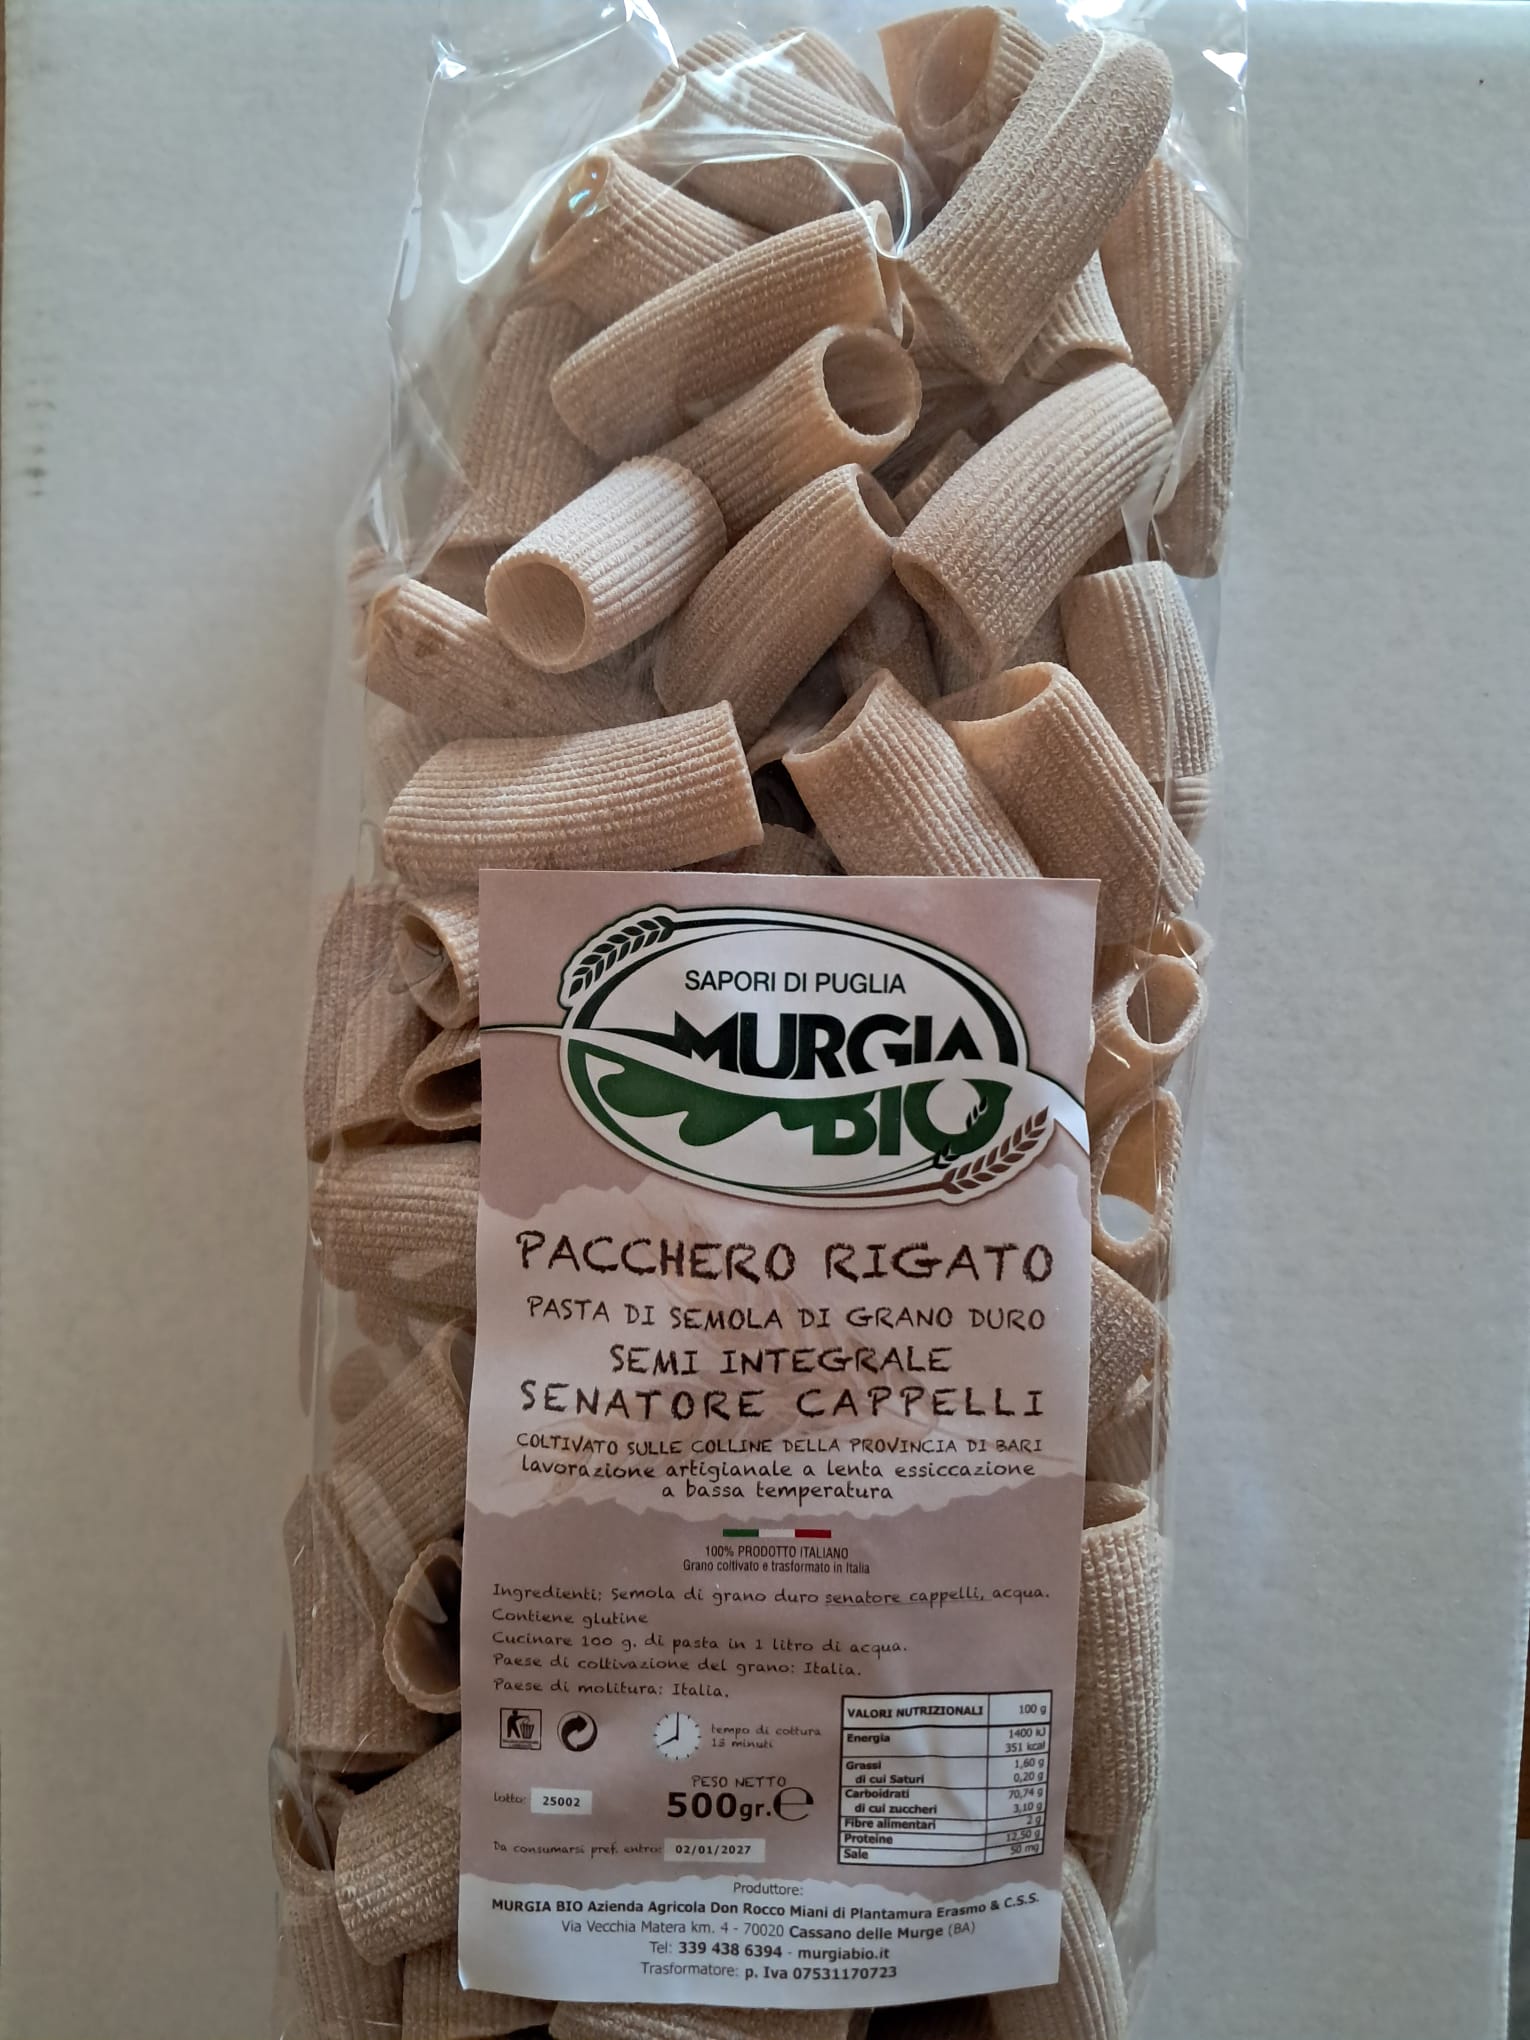 SAPORI DI PUGLIA
MURGIA
BIO
PACCHERO RIGATO
PASTA DI SEMOLA DI GRANO DURO
SEMI INTEGRALE
SENATORE CAPPELLI
COLTIVATO SULLE COLLINE DELLA PROVINCIA DI BARI
lavorazione artigianale a lenta essiccazione
a bassa temperatura
100% PRODOTTO ITALIANO
Grano coltivato e trasformato in Italia
Ingredienti: Semola di grano duro senatore cappelli, acqua.
Contiene glutine
Cucinare 100 g. di pasta in 1 litro di acqua.
Paese di coltivazione del grano: Italia.
Paese di molitura: Italia.
tempo di cottura
minuti
PESO NETTO
500gr.e
Lotto: 25002
Da consumarsi pref. entro: 02/01/2027
VALORI NUTRIZIONALI 100 g
Energia 1400 kJ
351 kcal
Grassi 1,60 g
di cui Saturi 0,20 g
Carboidrati 70,74 g
di cui zuccheri 3,10 g
Fibre alimentari 2 g
Proteine 12,50 g
Sale 50 mg
Produttore:
MURGIA BIO Azienda Agricola Don Rocco Miani di Plantamura Erasmo & C.S.S.
Via Vecchia Matera km. 4 - 70020 Cassano delle Murge (BA)
Tel: 339 438 6394 - murgiabio.it
Trasformatore: p. Iva 07531170723